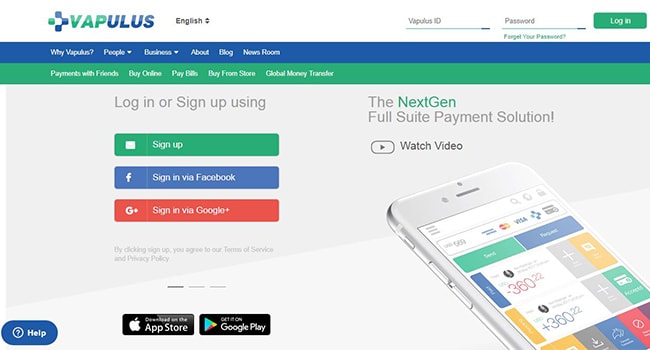 VAPULUS
English
Vapulus ID
Password
Log in
Forget Your Password?
Why Vapulus? People Business About Blog News Room
Payments with Friends Buy Online Pay Bills Buy From Store Global Money Transfer
Log in or Sign up using
Sign up
Sign in via Facebook
Sign in via Google+
By clicking sign up, you agree to our Terms of Service
and Privacy Policy.
The NextGen
Full Suite Payment Solution!
Watch Video
VISA
569
Send
Request
-360.22
+360.22
Accepted
Download on the
App Store
GET IT ON
Google Play
Help